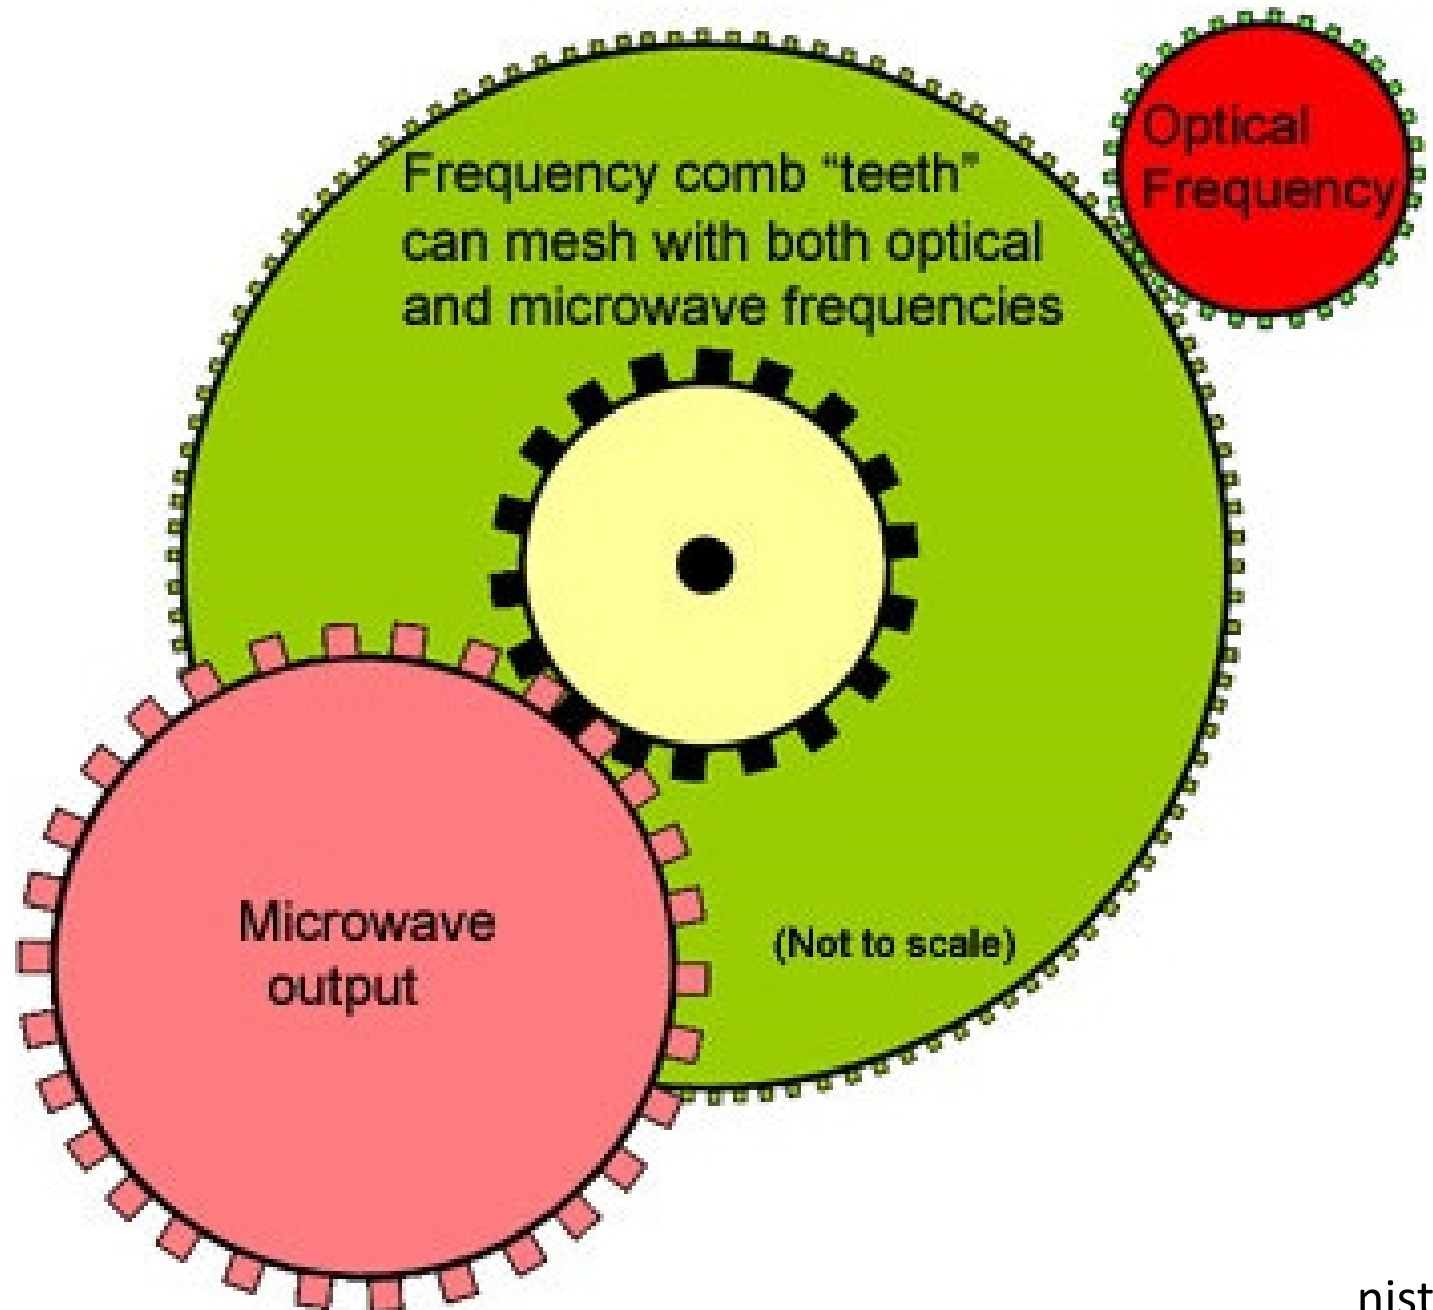 Optical
Frequency
Frequency comb “teeth”
can mesh with both optical
and microwave frequencies
Microwave
output
(Not to scale)
nist